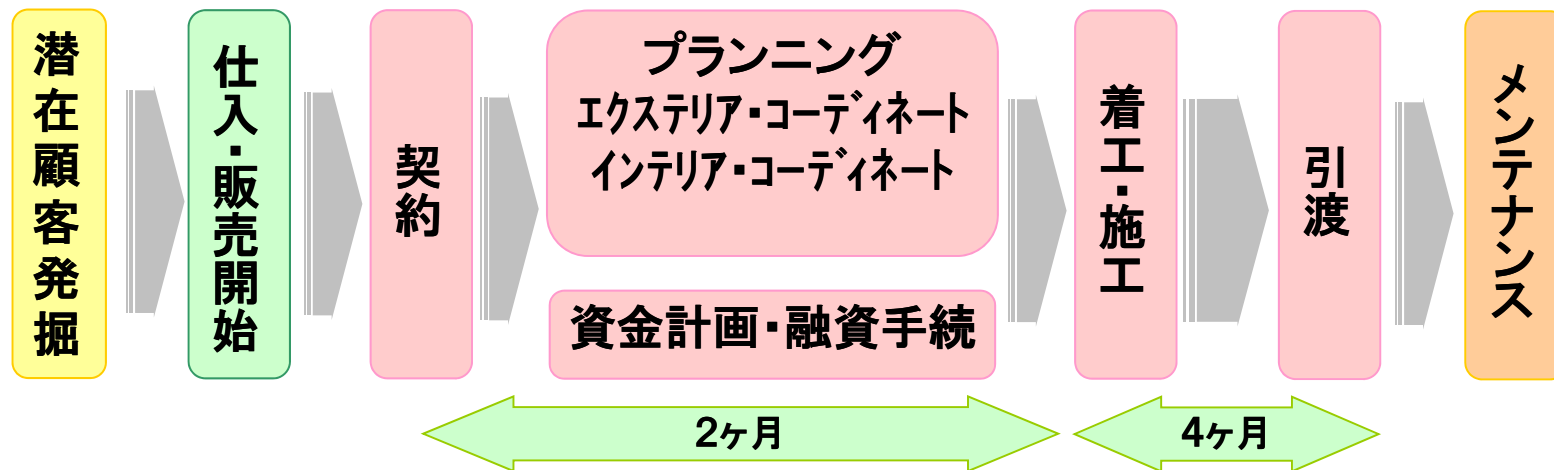 潜在顧客発掘
仕入・販売開始
契約
プランニング
エクステリア・コーディネート
インテリア・コーディネート
資金計画・融資手続
着工・施工
引渡
メンテナンス
2ヶ月
4ヶ月